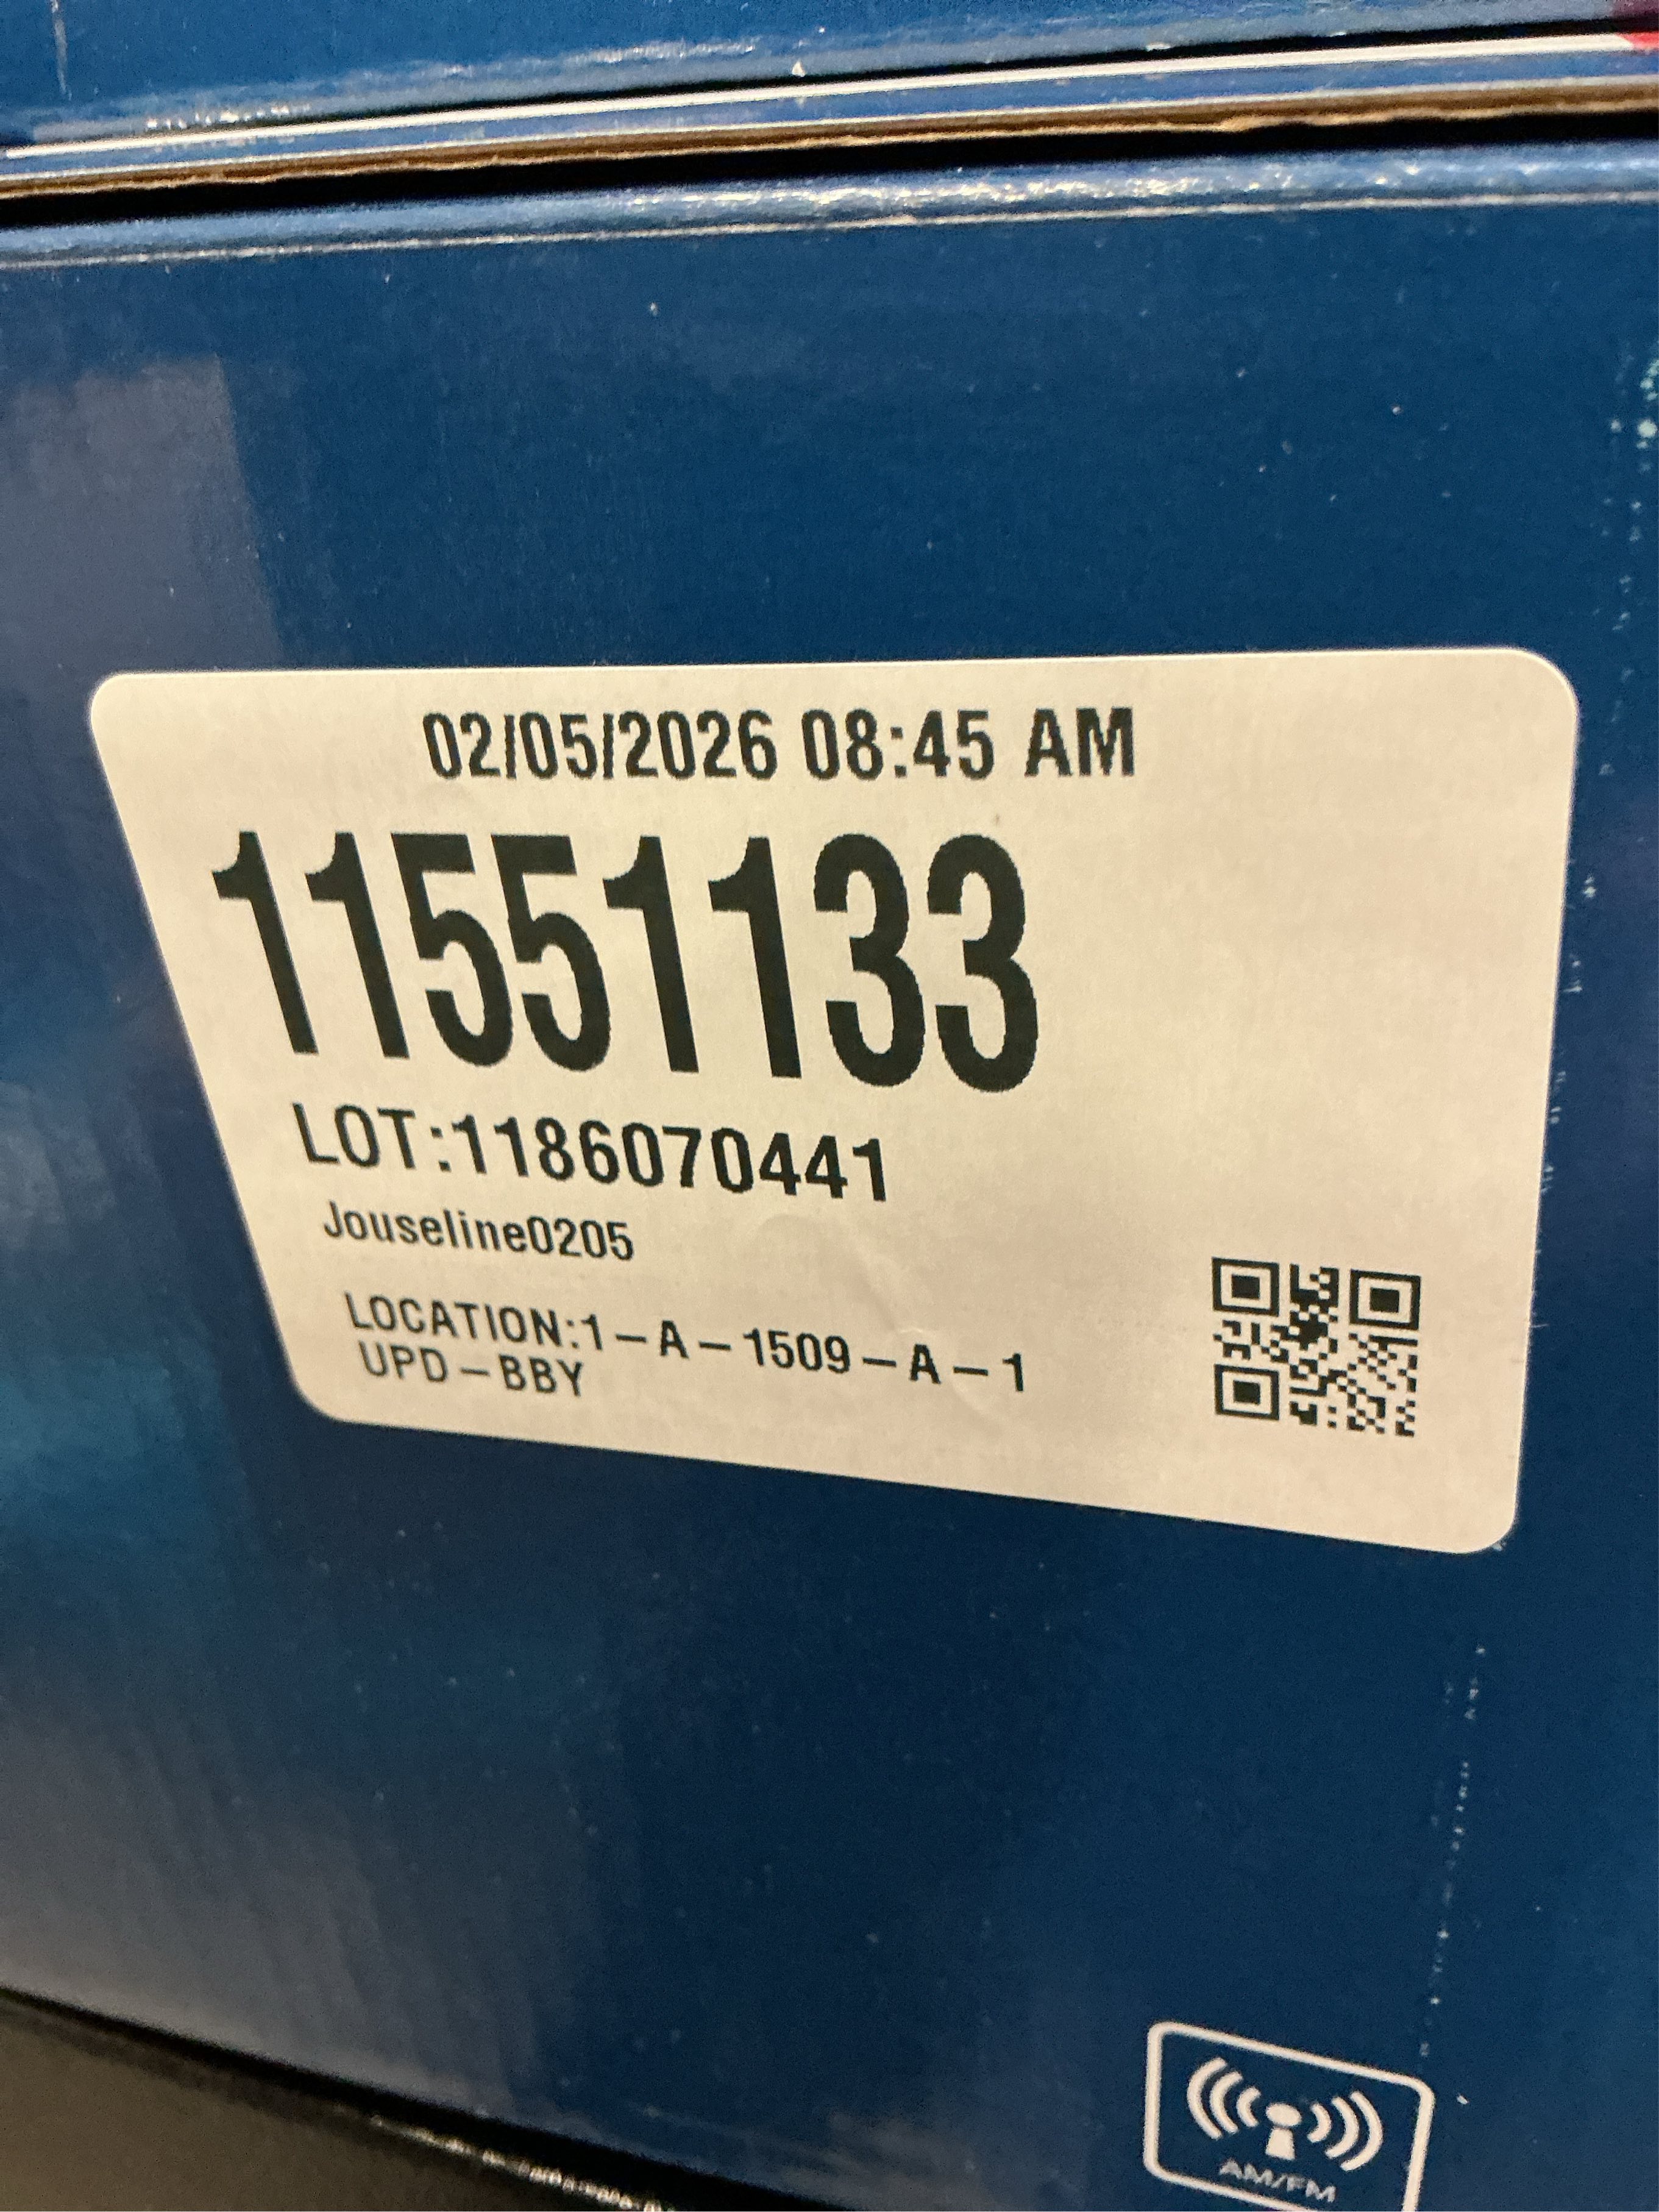 02/05/2026 08:45 AM
11551133
LOT:1186070441
Jouseline0205
LOCATION:1-A-1509-A-1
UPD-BBY
AM/FM